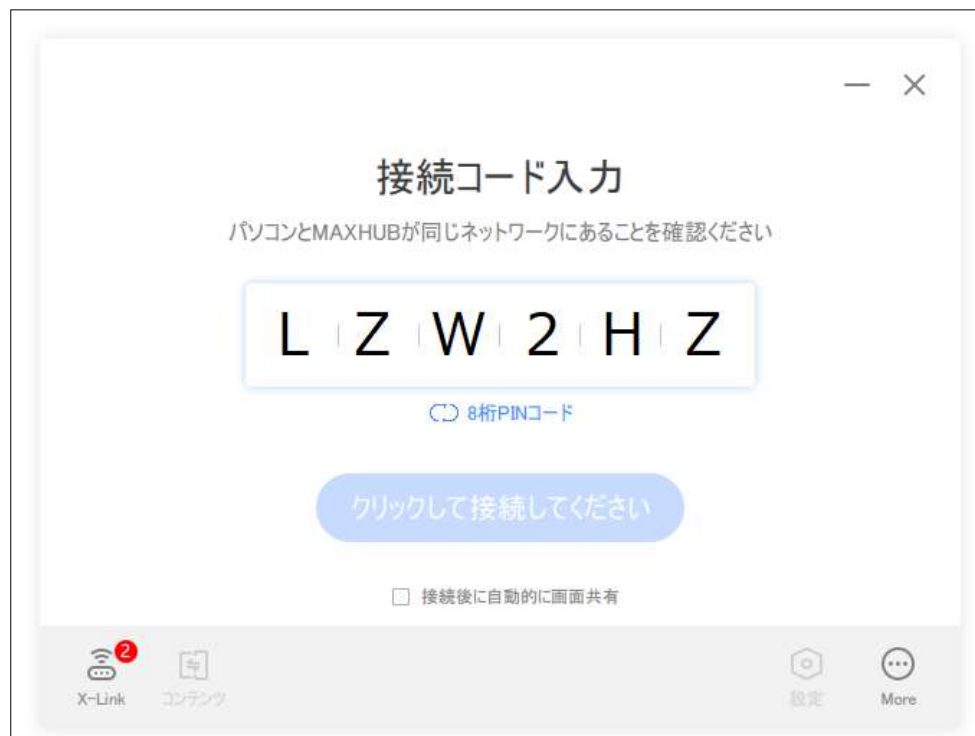 接続コード入力
パソコンとMAXHUBが同じネットワークにあることを確認ください
L Z W 2 H Z
8桁PINコード
クリックして接続してください
接続後に自動的に画面共有
2
X-Link コンテンツ 設定 More